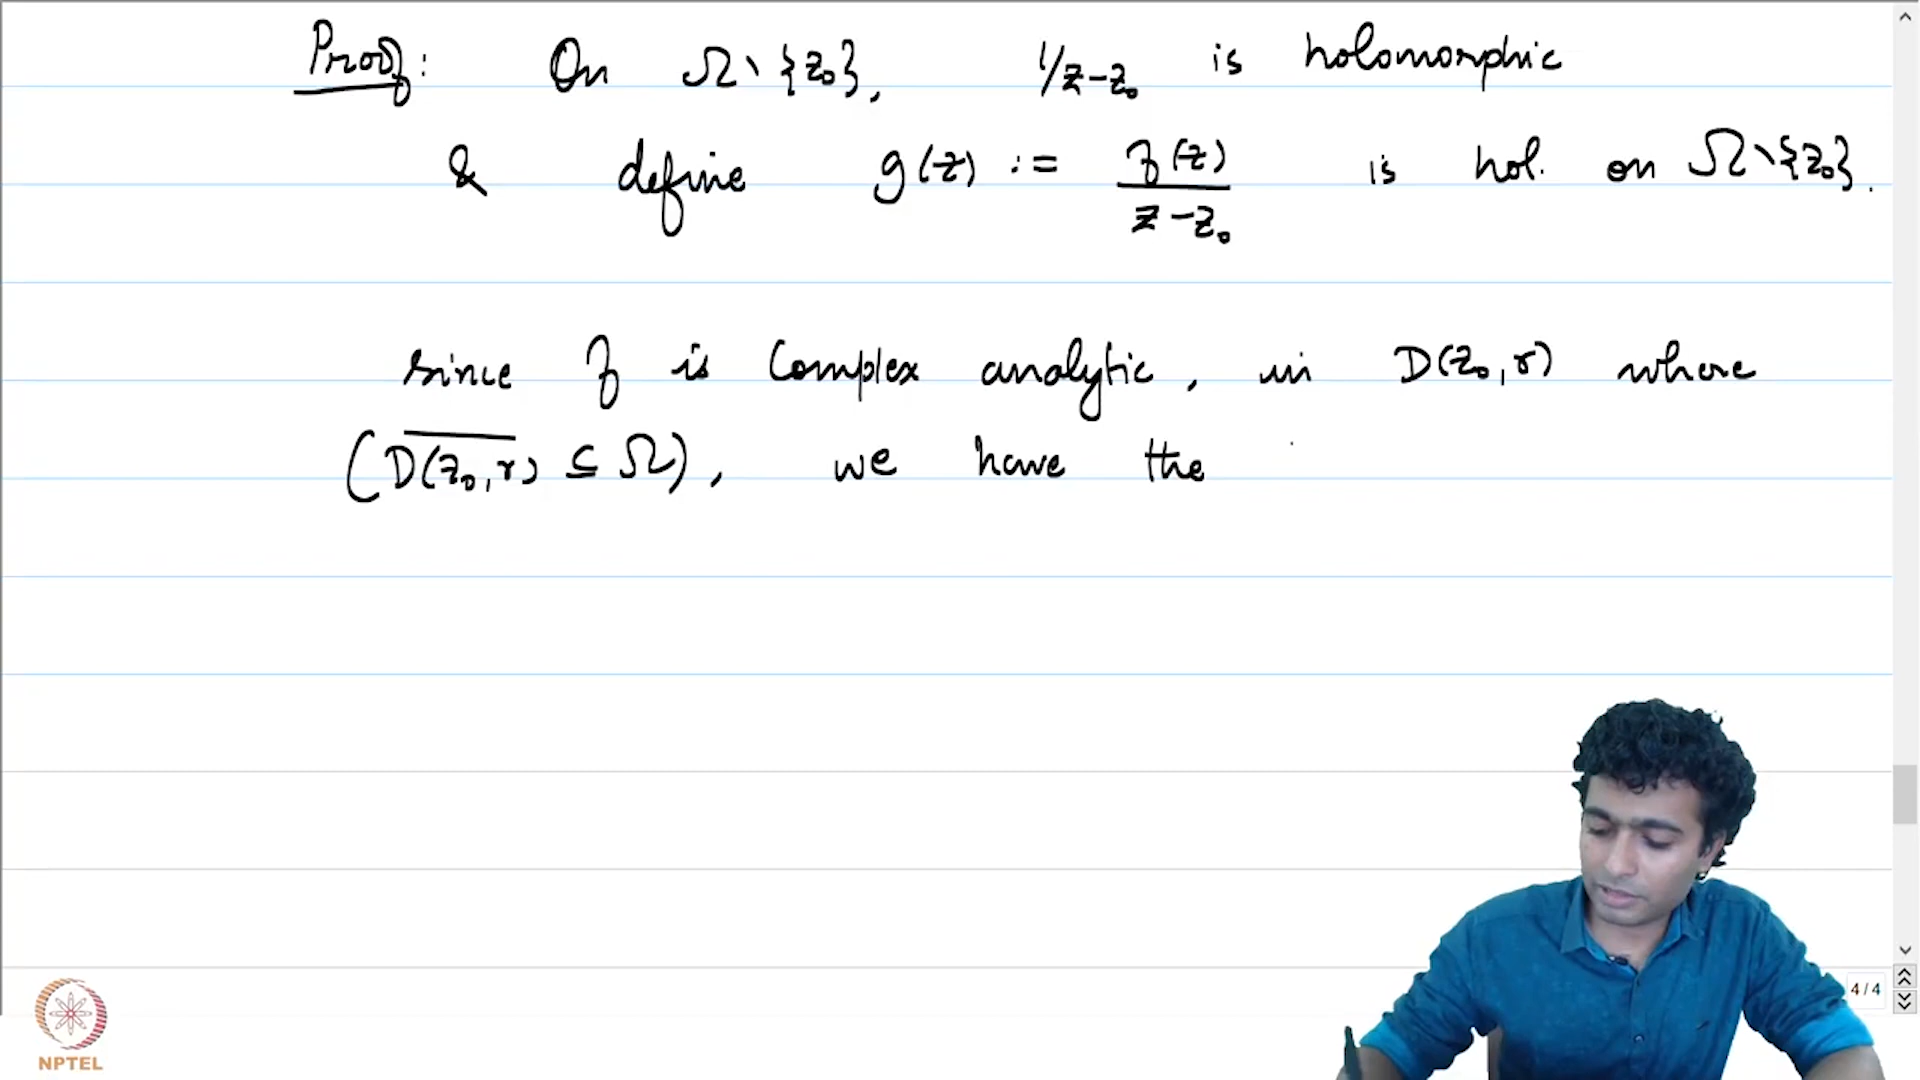 Proof: On Ω∖{z₀}, 1/z-z₀ is holomorphic
& define g(z) := f(z)/z-z₀ is hol. on Ω∖{z₀}.
since f is Complex analytic, in D(z₀,r) where
(D̅(̅z̅₀̅,̅r̅)̅ ⊆ Ω), we have the
4/4
NPTEL